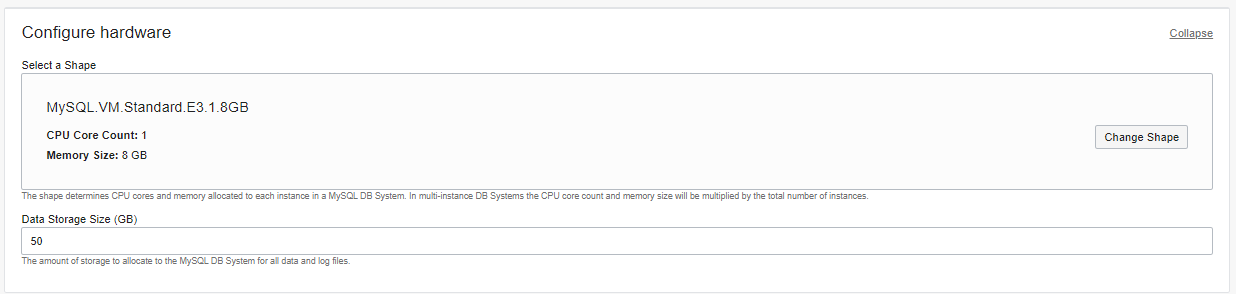 Configure hardware
Collapse
Select a Shape
MySQL.VM.Standard.E3.1.8GB
CPU Core Count: 1
Memory Size: 8 GB
Change Shape
The shape determines CPU cores and memory allocated to each instance in a MySQL DB System. In multi-instance DB Systems the CPU core count and memory size will be multiplied by the total number of instances.
Data Storage Size (GB)
50
The amount of storage to allocate to the MySQL DB System for all data and log files.